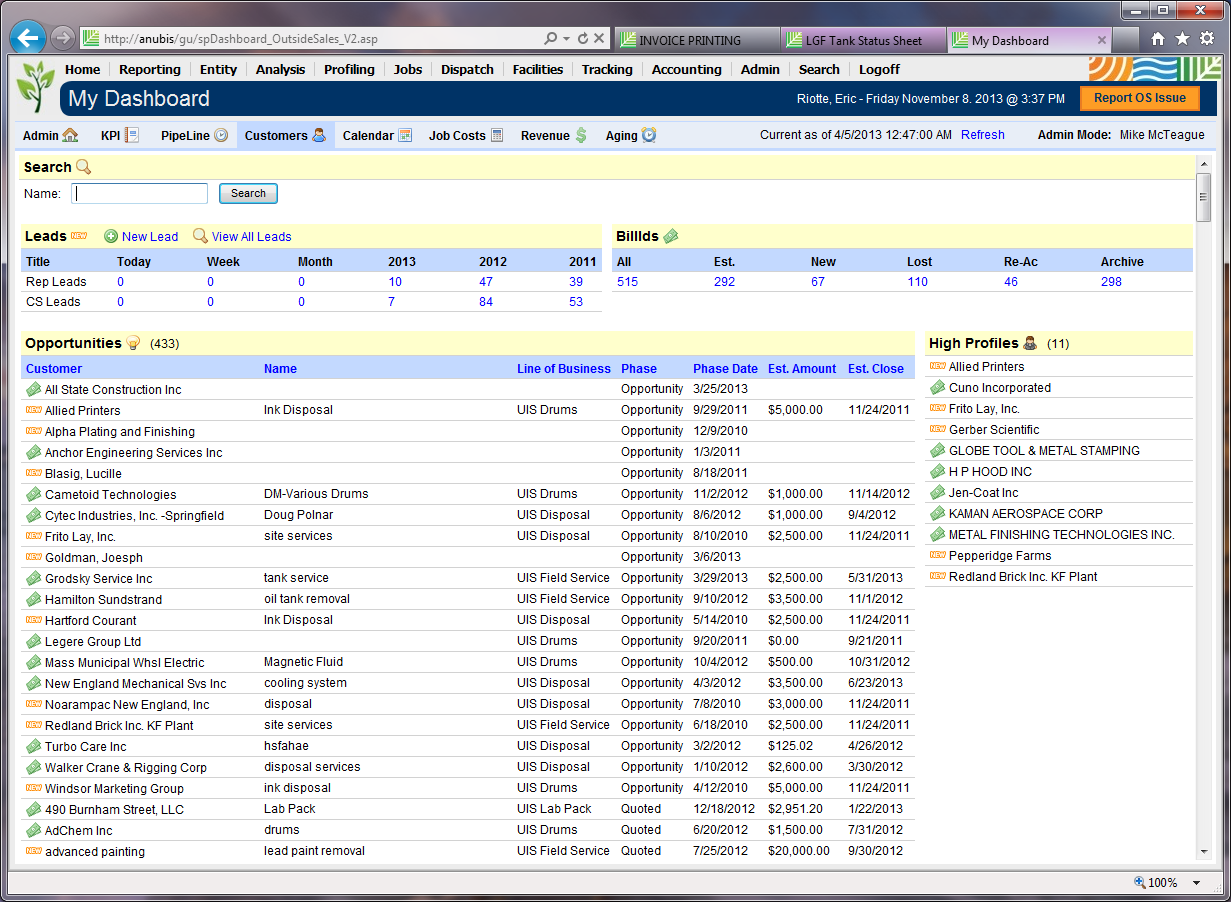 http://anubis/gu/spDashboard_OutsideSales_V2.asp INVOICE PRINTING LGF Tank Status Sheet My Dashboard
Home Reporting Entity Analysis Profiling Jobs Dispatch Facilities Tracking Accounting Admin Search Logoff
My Dashboard Riotte, Eric - Friday November 8. 2013 @ 3:37 PM Report OS Issue
Admin KPI PipeLine Customers Calendar Job Costs Revenue Aging Current as of 4/5/2013 12:47:00 AM Refresh Admin Mode: Mike McTeague
Search
Name: Search
Leads NEW New Lead View All Leads
Title Today Week Month 2013 2012 2011
Rep Leads 0 0 0 10 47 39
CS Leads 0 0 0 7 84 53
BillIds
All Est. New Lost Re-Ac Archive
515 292 67 110 46 298
Opportunities (433)
Customer Name Line of Business Phase Phase Date Est. Amount Est. Close
All State Construction Inc Opportunity 3/25/2013
NEW Allied Printers Ink Disposal UIS Drums Opportunity 9/29/2011 $5,000.00 11/24/2011
NEW Alpha Plating and Finishing Opportunity 12/9/2010
Anchor Engineering Services Inc Opportunity 1/3/2011
NEW Blasig, Lucille Opportunity 8/18/2011
Cametoid Technologies DM-Various Drums UIS Drums Opportunity 11/2/2012 $1,000.00 11/14/2012
Cytec Industries, Inc. -Springfield Doug Polnar UIS Disposal Opportunity 8/6/2012 $1,000.00 9/4/2012
NEW Frito Lay, Inc. site services UIS Disposal Opportunity 8/10/2010 $2,500.00 11/24/2011
NEW Goldman, Joesph Opportunity 3/6/2013
Grodsky Service Inc tank service UIS Field Service Opportunity 3/29/2013 $2,500.00 5/31/2013
Hamilton Sundstrand oil tank removal UIS Field Service Opportunity 9/10/2012 $3,500.00 11/1/2012
NEW Hartford Courant Ink Disposal UIS Disposal Opportunity 5/14/2010 $2,500.00 11/24/2011
Legere Group Ltd UIS Drums Opportunity 9/20/2011 $0.00 9/21/2011
Mass Municipal Whsl Electric Magnetic Fluid UIS Drums Opportunity 10/4/2012 $500.00 10/31/2012
New England Mechanical Svs Inc cooling system UIS Disposal Opportunity 4/3/2012 $3,500.00 6/23/2013
NEW Noarampac New England, Inc disposal UIS Disposal Opportunity 7/8/2010 $3,000.00 11/24/2011
NEW Redland Brick Inc. KF Plant site services UIS Field Service Opportunity 6/18/2010 $2,500.00 11/24/2011
Turbo Care Inc hsfahae UIS Disposal Opportunity 3/2/2012 $125.02 4/26/2012
Walker Crane & Rigging Corp disposal services UIS Disposal Opportunity 1/10/2012 $2,600.00 3/30/2012
NEW Windsor Marketing Group ink disposal UIS Drums Opportunity 4/12/2010 $5,000.00 11/24/2011
490 Burnham Street, LLC Lab Pack UIS Lab Pack Quoted 12/18/2012 $2,951.20 1/22/2013
AdChem Inc drums UIS Drums Quoted 6/20/2012 $1,500.00 7/31/2012
NEW advanced painting lead paint removal UIS Field Service Quoted 7/25/2012 $20,000.00 9/30/2012
High Profiles (11)
NEW Allied Printers
Cuno Incorporated
NEW Frito Lay, Inc.
NEW Gerber Scientific
GLOBE TOOL & METAL STAMPING
H P HOOD INC
Jen-Coat Inc
KAMAN AEROSPACE CORP
METAL FINISHING TECHNOLOGIES INC.
NEW Pepperidge Farms
NEW Redland Brick Inc. KF Plant
100%